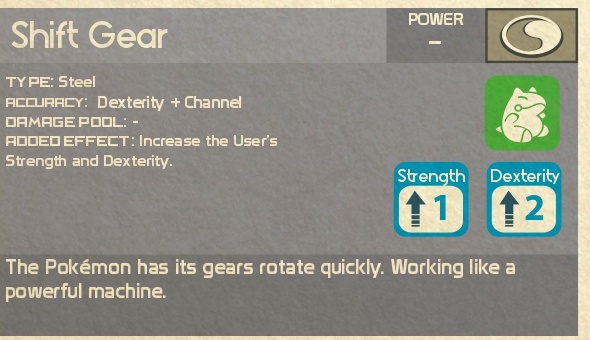 Shift Gear
POWER
–
TYPE: Steel
ACCURACY: Dexterity + Channel
DAMAGE POOL: -
ADDED EFFECT: Increase the User's
Strength and Dexterity.
Strength
1
Dexterity
2
The Pokémon has its gears rotate quickly. Working like a
powerful machine.